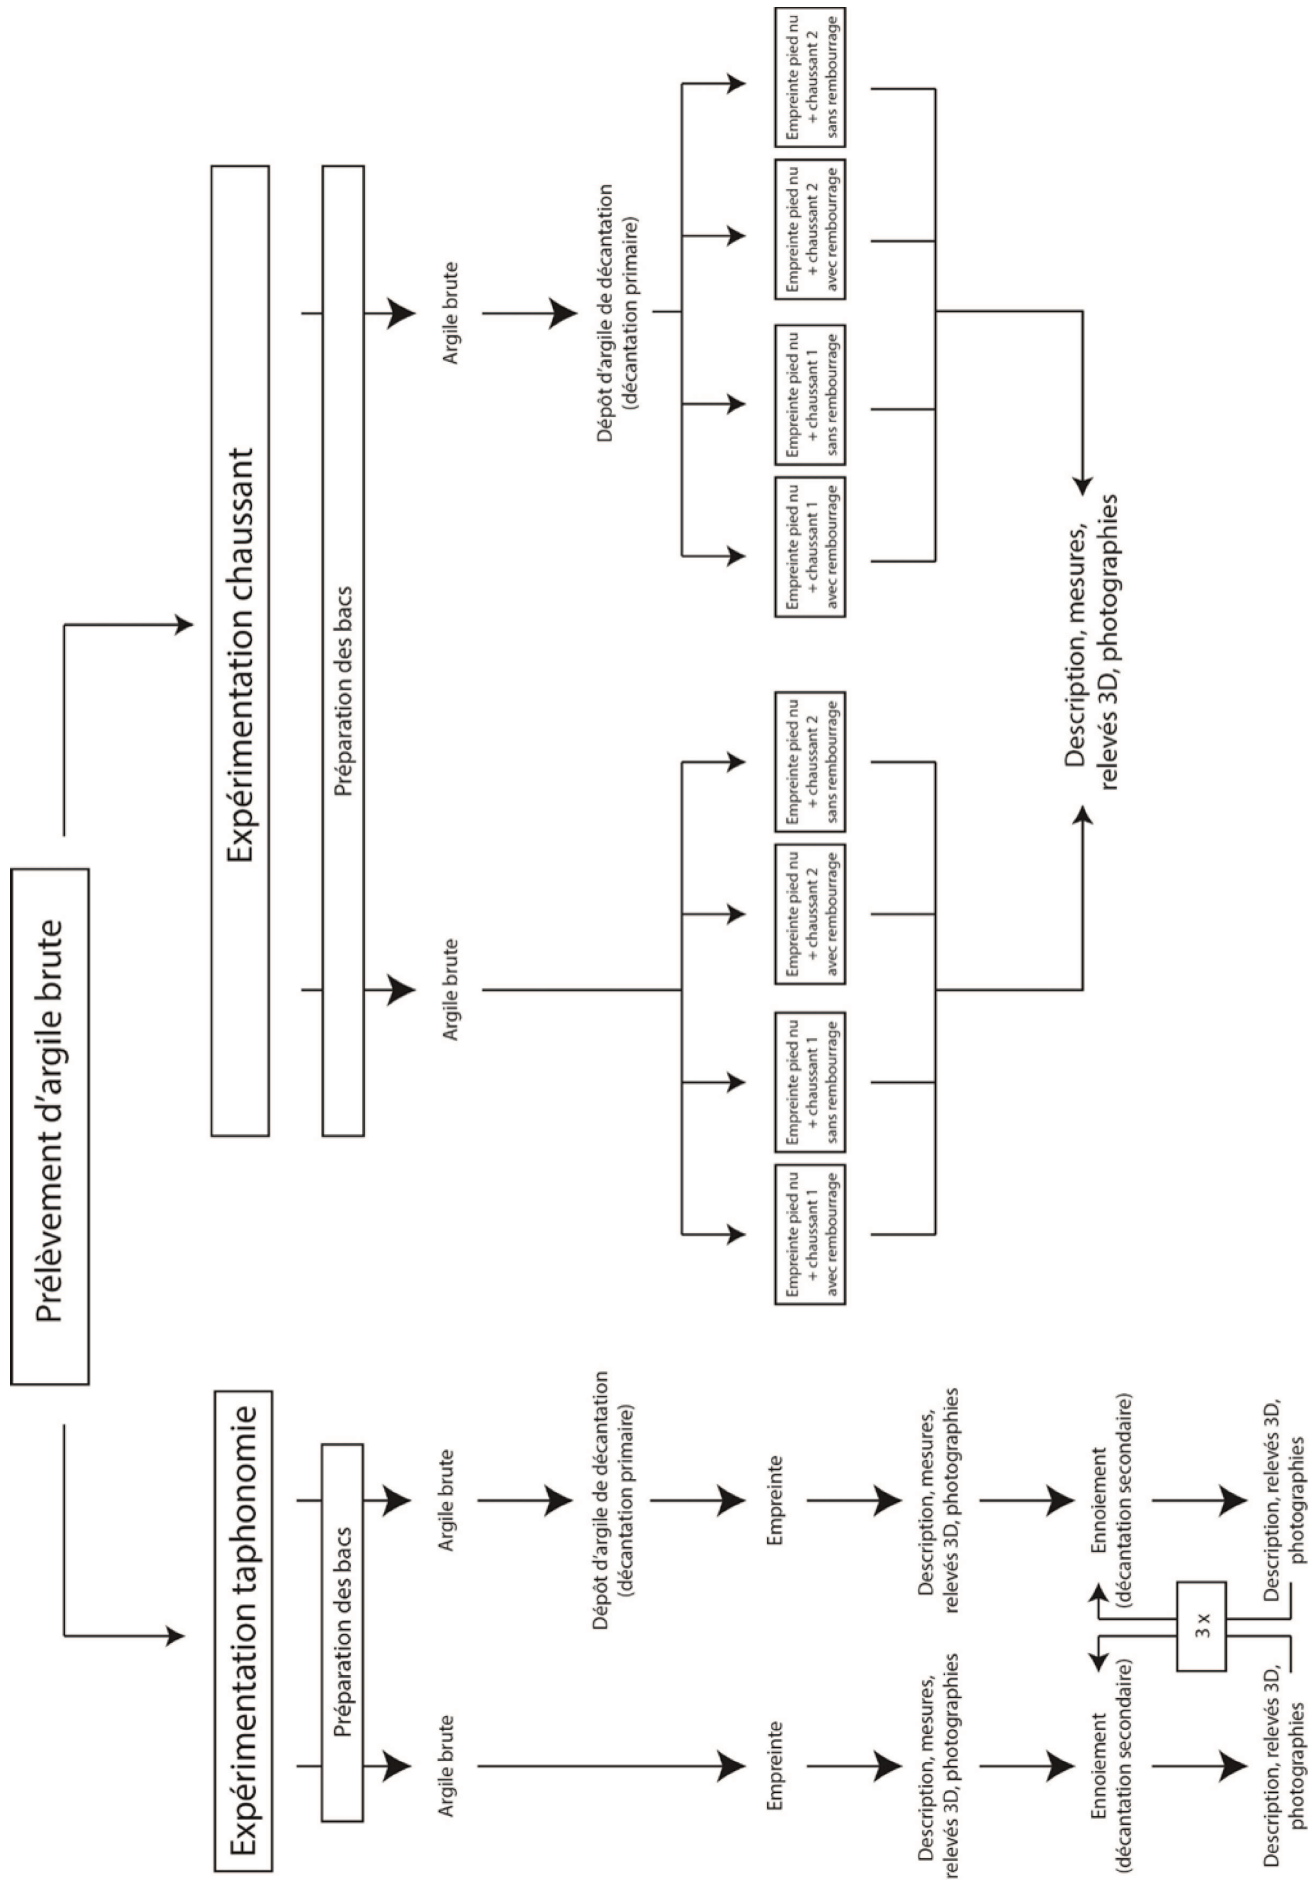 Prélèvement d'argile brute
Expérimentation taphonomie
Préparation des bacs
Argile brute
Empreinte
Description, mesures,
relevés 3D, photographies
Ennoiement
(décantation secondaire)
Description, relevés 3D,
photographies
Argile brute
Dépôt d'argile de décantation
(décantation primaire)
Empreinte
Description, mesures,
relevés 3D, photographies
Ennoiement
(décantation secondaire)
Description, relevés 3D,
photographies
3 x
Expérimentation chaussant
Préparation des bacs
Argile brute
Empreinte pied nu
+ chaussant 1
avec rembourrage
Empreinte pied nu
+ chaussant 1
sans rembourrage
Empreinte pied nu
+ chaussant 2
avec rembourrage
Empreinte pied nu
+ chaussant 2
sans rembourrage
Argile brute
Dépôt d'argile de décantation
(décantation primaire)
Empreinte pied nu
+ chaussant 1
avec rembourrage
Empreinte pied nu
+ chaussant 1
sans rembourrage
Empreinte pied nu
+ chaussant 2
avec rembourrage
Empreinte pied nu
+ chaussant 2
sans rembourrage
Description, mesures,
relevés 3D, photographies